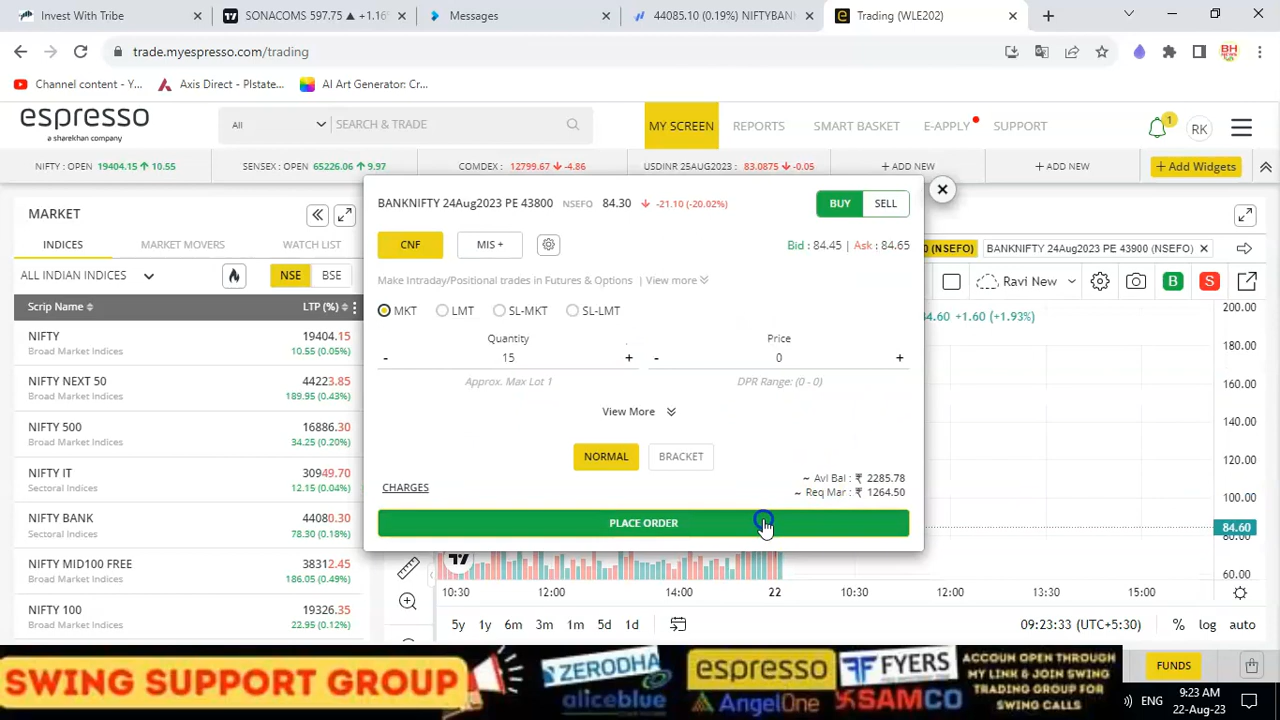 Invest With Tribe
SONACOMS 597.75 ▲ +1.16%
Messages
44085.10 (0.19%) NIFTYBANK
Trading (WLE202)
trade.myespresso.com/trading
Channel content - Y...
Axis Direct - Plstate...
AI Art Generator: Cr...
espresso
a sharekhan company
All
SEARCH & TRADE
MY SCREEN
REPORTS
SMART BASKET
E-APPLY
SUPPORT
1
RK
NIFTY : OPEN 19404.15 ↑ 10.55
SENSEX : OPEN 65226.06 ↑ 9.97
COMDEX : 12799.67 ↓ -4.86
USDINR 25AUG2023 : 83.0875 ↓ -0.05
+ ADD NEW
+ ADD NEW
+ Add Widgets
MARKET
INDICES
MARKET MOVERS
WATCH LIST
ALL INDIAN INDICES
NSE
BSE
Scrip Name
LTP (%)
NIFTY 19404.15
Broad Market Indices 10.55 (0.05%)
NIFTY NEXT 50 44223.85
Broad Market Indices 189.95 (0.43%)
NIFTY 500 16886.30
Broad Market Indices 34.25 (0.20%)
NIFTY IT 30949.70
Sectoral Indices 12.15 (0.04%)
NIFTY BANK 44080.30
Sectoral Indices 78.30 (0.18%)
NIFTY MID100 FREE 38312.45
Broad Market Indices 186.05 (0.49%)
NIFTY 100 19326.35
Broad Market Indices 22.95 (0.12%)
BANKNIFTY 24Aug2023 PE 43800 NSEFO 84.30 ↓ -21.10 (-20.02%)
BUY
SELL
CNF
MIS +
Bid : 84.45 | Ask : 84.65
Make Intraday/Positional trades in Futures & Options | View more
MKT
LMT
SL-MKT
SL-LMT
Quantity
- 15 +
Approx. Max Lot 1
Price
- 0 +
DPR Range: (0 - 0)
View More
NORMAL
BRACKET
CHARGES
~ Avl Bal : ₹ 2285.78
~ Req Mar : ₹ 1264.50
PLACE ORDER
(NSEFO)
BANKNIFTY 24Aug2023 PE 43900 (NSEFO)
Ravi New
B
S
84.60 +1.60 (+1.93%)
200.00
180.00
160.00
140.00
120.00
100.00
84.60
80.00
60.00
10:30
12:00
14:00
22
10:30
12:00
13:30
15:00
5y
1y
6m
3m
1m
5d
1d
09:23:33 (UTC+5:30)
%
log
auto
SWING SUPPORT GROUP
ZERODHA
aliceblue
espresso
AngelOne
FYERS
SAMCO
ACCOUN OPEN THROUGH
MY LINK & JOIN SWING
TRADING GROUP FOR
SWING CALLS
FUNDS
ENG
9:23 AM
22-Aug-23